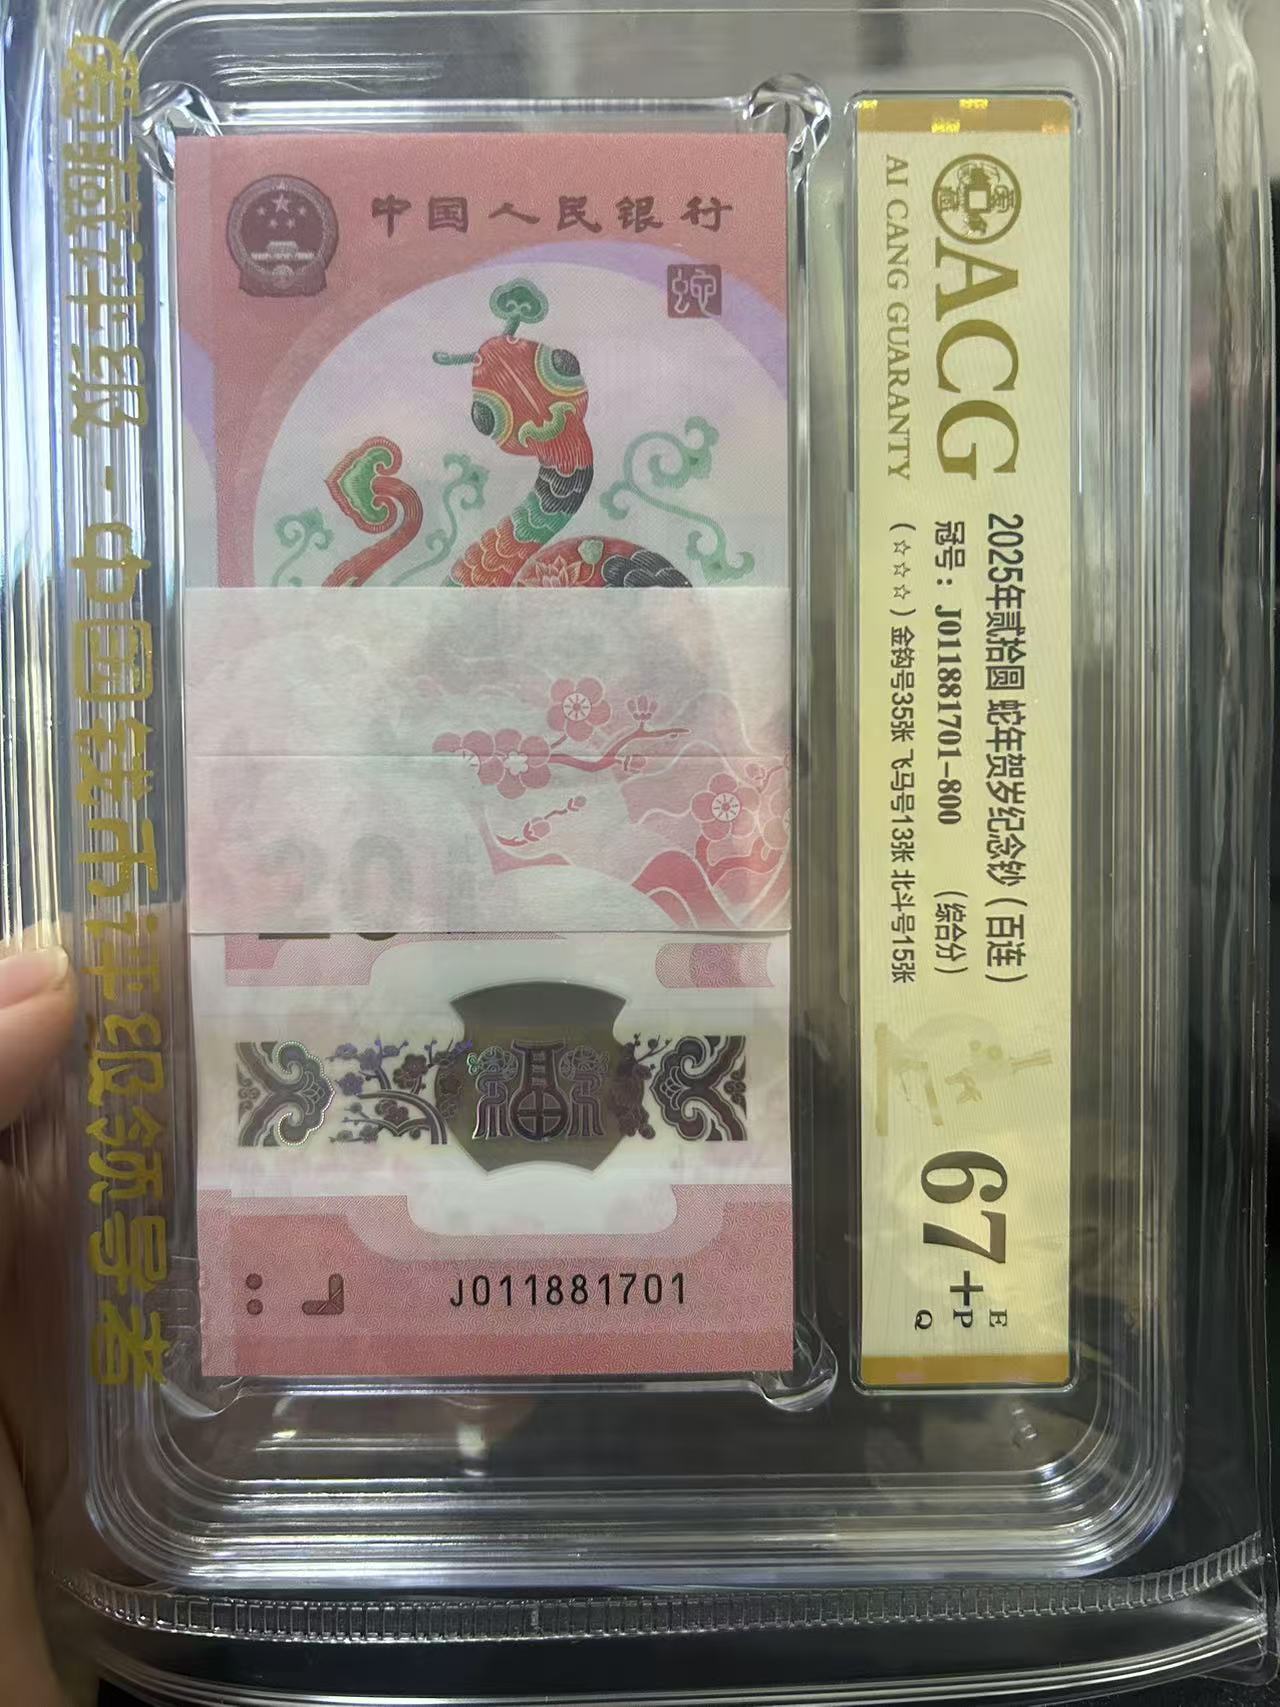 中国人民银行
蛇
20
福
J011881701
ACG
AI CANG GUARANTY
2025年贰拾圆 蛇年贺岁纪念钞（百连）
冠号：J011881701-800 （综合分）
（☆☆☆）金钩号35张 飞马号13张 北斗号15张
67+
E
P
Q
爱藏评级-中国钱币评级领导者